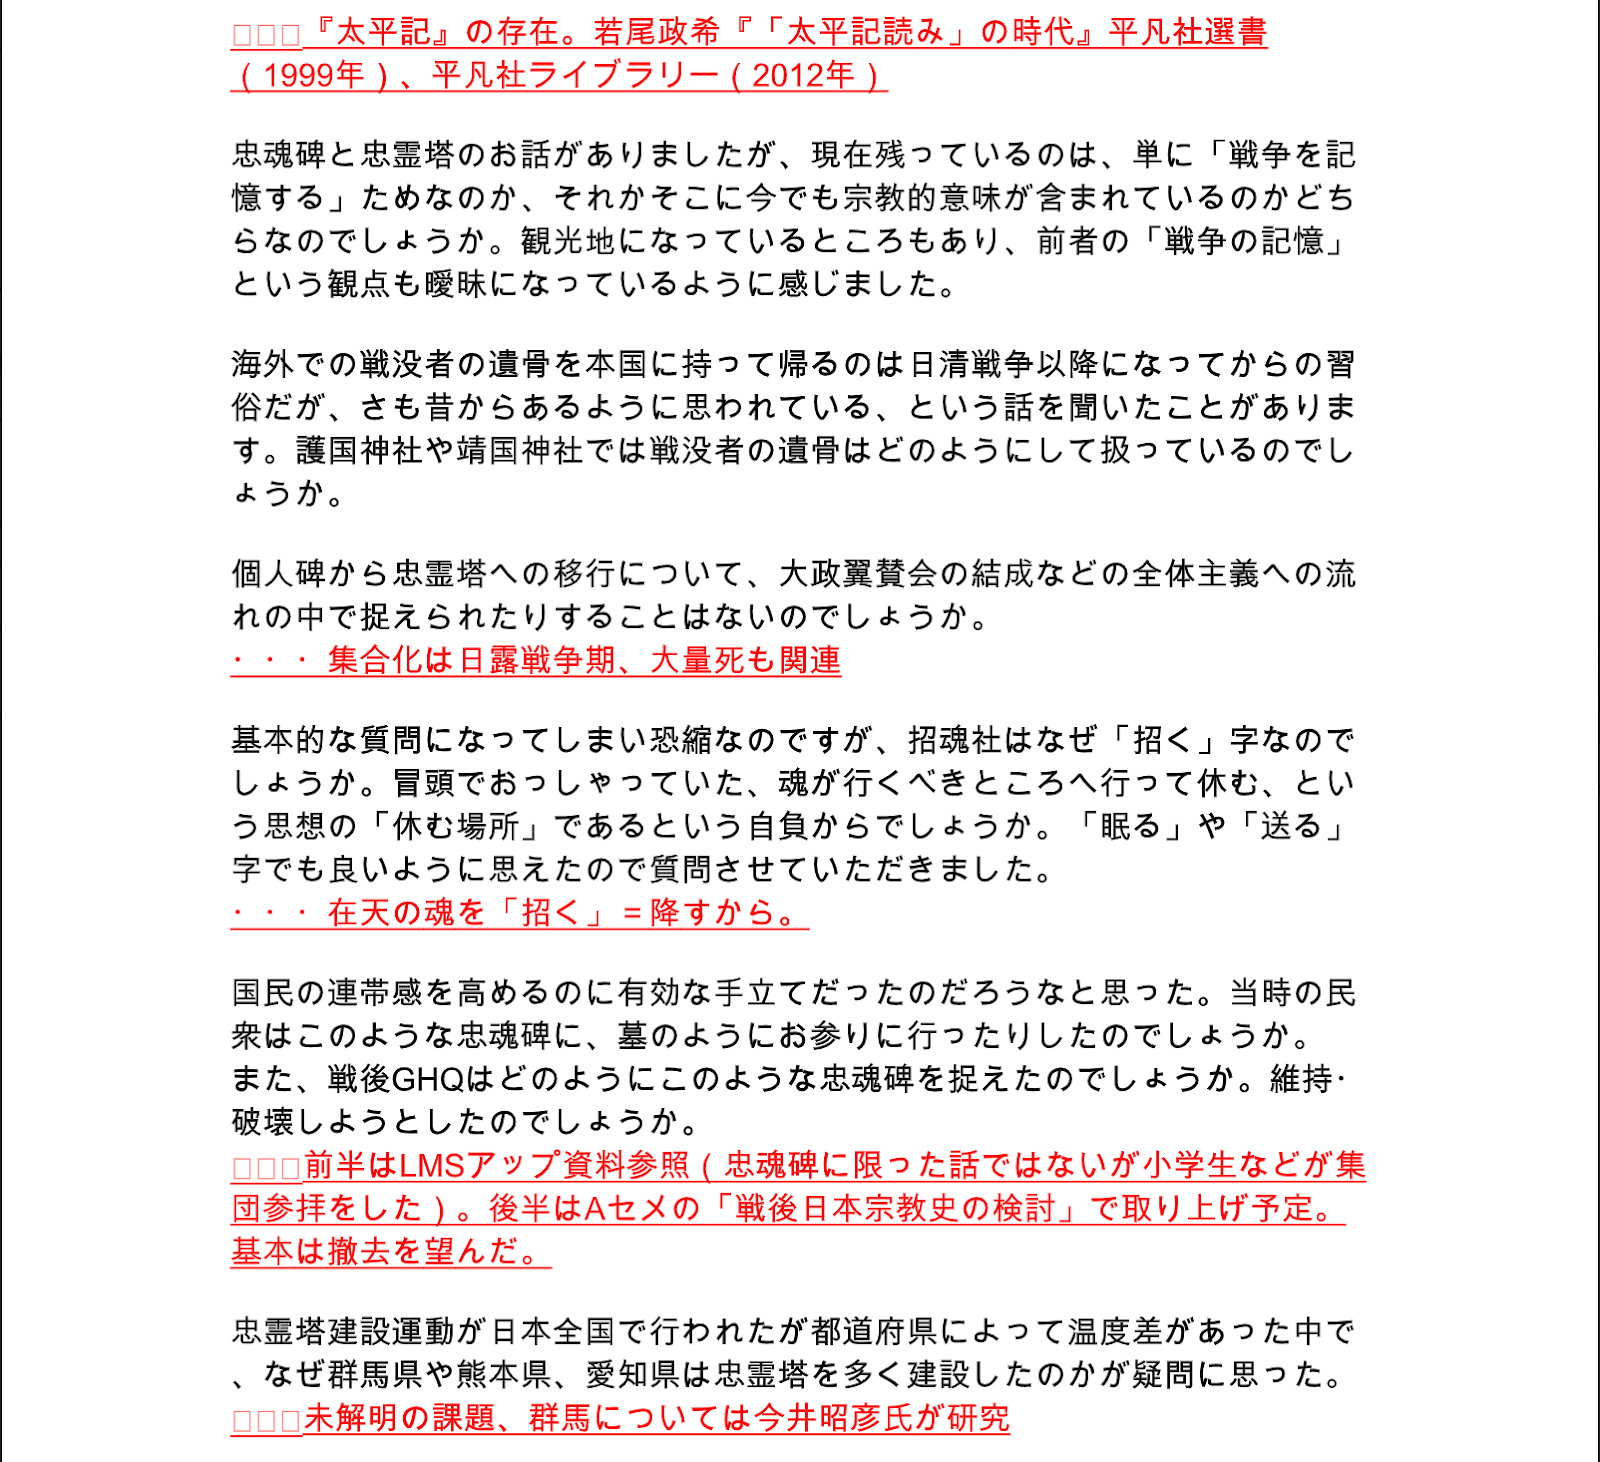 □□□『太平記』の存在。若尾政希『「太平記読み」の時代』平凡社選書
（1999年）、平凡社ライブラリー（2012年）
忠魂碑と忠霊塔のお話がありましたが、現在残っているのは、単に「戦争を記
憶する」ためなのか、それかそこに今でも宗教的意味が含まれているのかどち
らなのでしょうか。観光地になっているところもあり、前者の「戦争の記憶」
という観点も曖昧になっているように感じました。
海外での戦没者の遺骨を本国に持って帰るのは日清戦争以降になってからの習
俗だが、さも昔からあるように思われている、という話を聞いたことがありま
す。護国神社や靖国神社では戦没者の遺骨はどのようにして扱っているのでし
ょうか。
個人碑から忠霊塔への移行について、大政翼賛会の結成などの全体主義への流
れの中で捉えられたりすることはないのでしょうか。
・・・集合化は日露戦争期、大量死も関連
基本的な質問になってしまい恐縮なのですが、招魂社はなぜ「招く」字なので
しょうか。冒頭でおっしゃっていた、魂が行くべきところへ行って休む、とい
う思想の「休む場所」であるという自負からでしょうか。「眠る」や「送る」
字でも良いように思えたので質問させていただきました。
・・・在天の魂を「招く」＝降すから。
国民の連帯感を高めるのに有効な手立てだったのだろうなと思った。当時の民
衆はこのような忠魂碑に、墓のようにお参りに行ったりしたのでしょうか。
また、戦後GHQはどのようにこのような忠魂碑を捉えたのでしょうか。維持・
破壊しようとしたのでしょうか。
□□□前半はLMSアップ資料参照（忠魂碑に限った話ではないが小学生などが集
団参拝をした）。後半はAセメの「戦後日本宗教史の検討」で取り上げ予定。
基本は撤去を望んだ。
忠霊塔建設運動が日本全国で行われたが都道府県によって温度差があった中で
、なぜ群馬県や熊本県、愛知県は忠霊塔を多く建設したのかが疑問に思った。
□□□未解明の課題、群馬については今井昭彦氏が研究